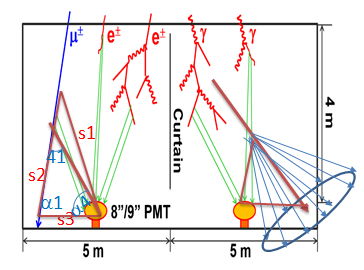 μ± e± e± γ γ
s1
41
s2
α1
s3
Curtain
4 m
8”/9” PMT
5 m 5 m